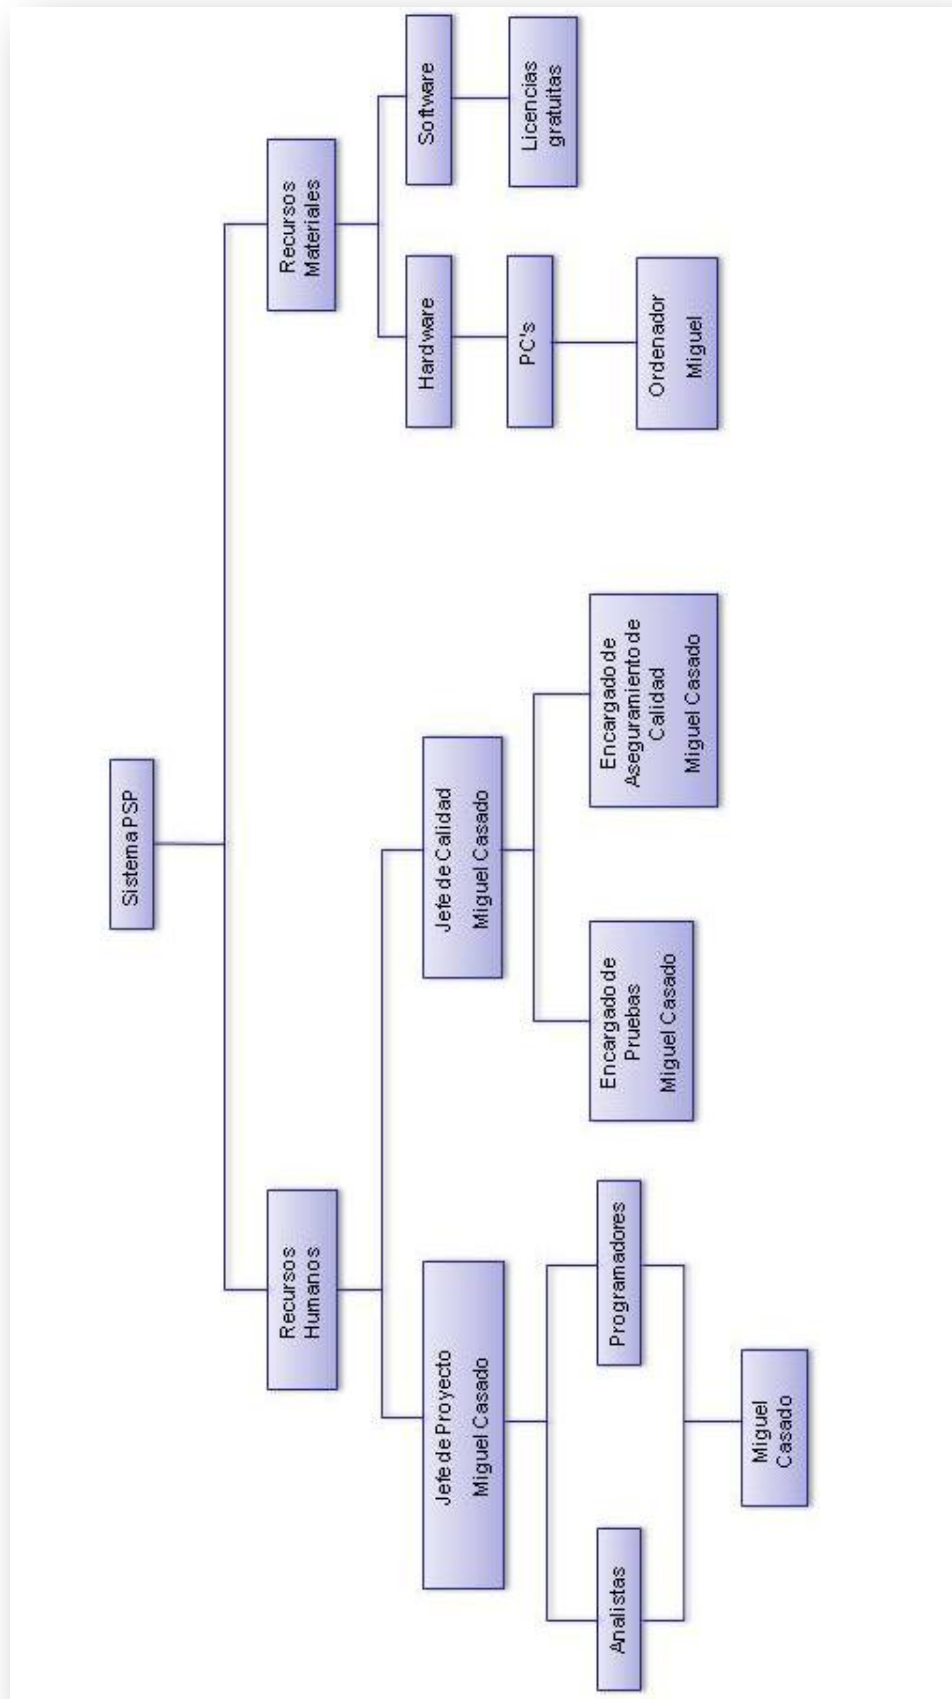 Sistema PSP
Recursos
Humanos
Recursos
Materiales
Jefe de Proyecto
Miguel Casado
Jefe de Calidad
Miguel Casado
Hardware
Software
Analistas
Programadores
Encargado de
Pruebas
Miguel Casado
Encargado de
Aseguramiento de
Calidad
Miguel Casado
PC's
Licencias
gratuitas
Miguel
Casado
Ordenador
Miguel